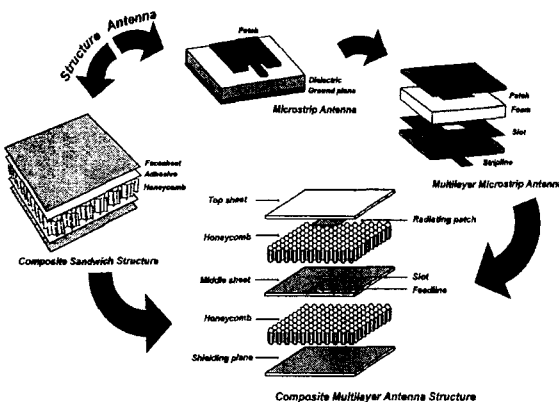 Structure Antenna
Patch
Dielectric
Ground plane
Microstrip Antenna
Patch
Foam
Slot
Stripline
Multilayer Microstrip Antenna
Facesheet
Adhesive
Honeycomb
Composite Sandwich Structure
Top sheet
Radiating patch
Honeycomb
Middle sheet
Slot
Feedline
Honeycomb
Shielding plane
Composite Multilayer Antenna Structure